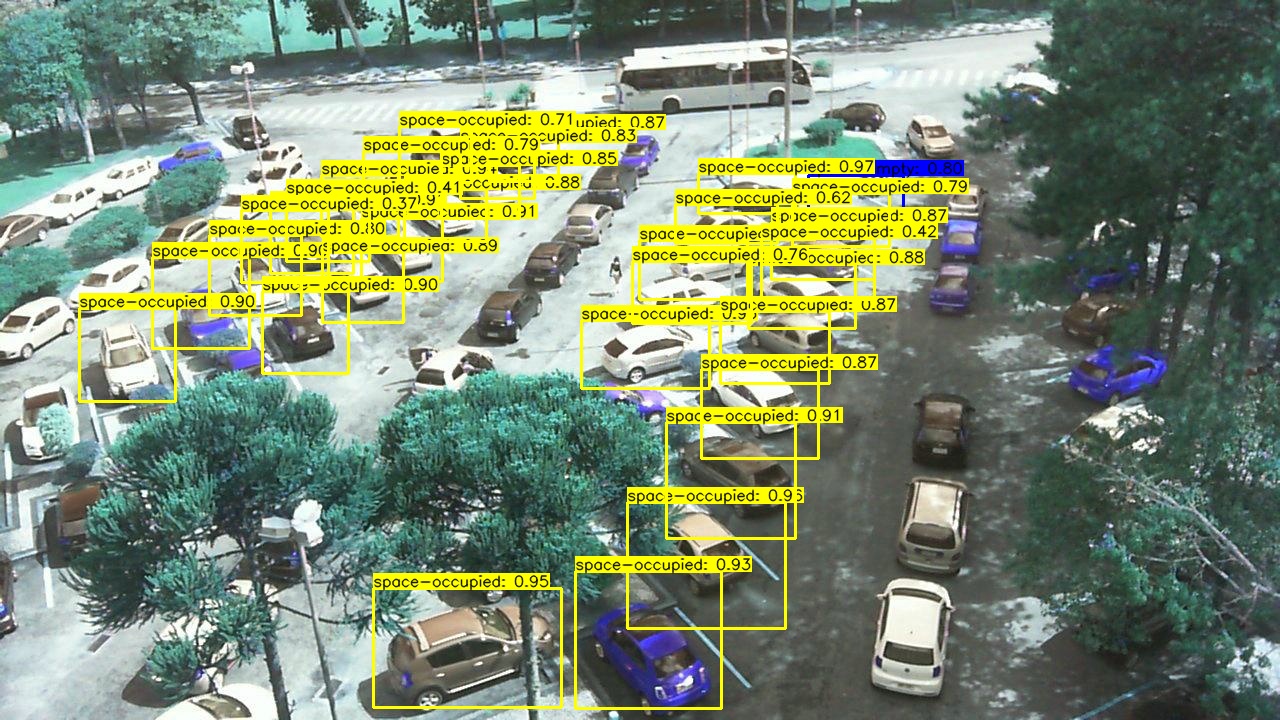 space-occupied: 0.71
upied: 0.87
space-occupied: 0.83
space-occupied: 0.79
space-occupied: 0.85
space-occupied: 0.97
empty: 0.80
space-occupied: 0.41
occupied: 0.88
space-occupied: 0.79
space-occupied: 0.37
space-occupied: 0.62
space-occupied: 0.91
space-occupied: 0.87
space-occupied: 0.80
space-occupied: 0.42
space-occupied: 0.89
space-occupied: 0.76
occupied: 0.88
space-occupied: 0.90
space-occupied: 0.90
space-occupied: 0.87
space-occupied:
space-occupied: 0.87
space-occupied: 0.91
space-occupied: 0.96
space-occupied: 0.93
space-occupied: 0.95